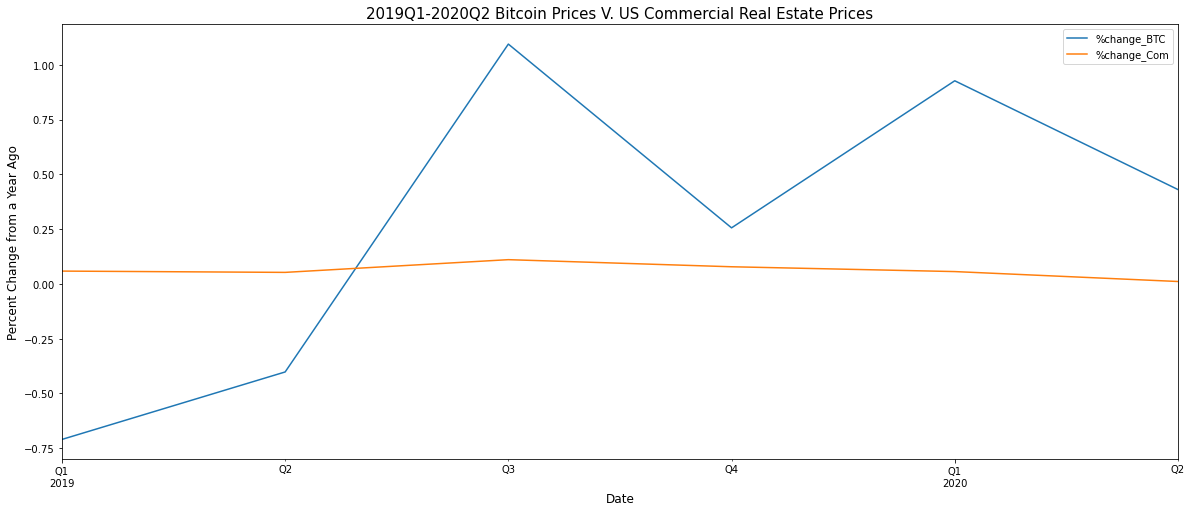 2019Q1-2020Q2 Bitcoin Prices V. US Commercial Real Estate Prices
%change_BTC
%change_Com
Percent Change from a Year Ago
1.00
0.75
0.50
0.25
0.00
−0.25
−0.50
−0.75
Q1
2019
Q2
Q3
Q4
Q1
2020
Q2
Date